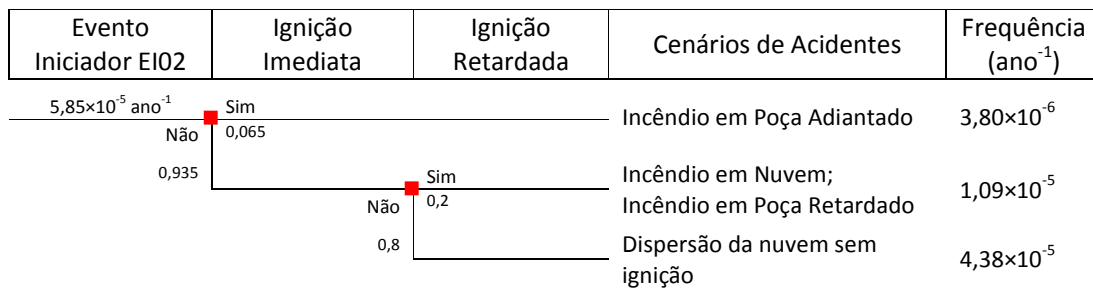 Evento
Iniciador EI02
Ignição
Imediata
Ignição
Retardada
Cenários de Acidentes
Frequência
(ano⁻¹)
5,85×10⁻⁵ ano⁻¹
Sim
0,065
Não
0,935
Incêndio em Poça Adiantado
3,80×10⁻⁶
Sim
0,2
Não
0,8
Incêndio em Nuvem;
Incêndio em Poça Retardado
1,09×10⁻⁵
Dispersão da nuvem sem
ignição
4,38×10⁻⁵